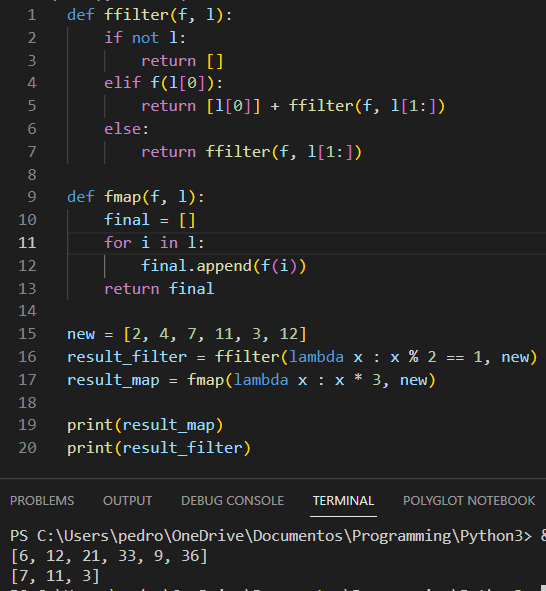 1 def ffilter(f, l):
2     if not l:
3         return []
4     elif f(l[0]):
5         return [l[0]] + ffilter(f, l[1:])
6     else:
7         return ffilter(f, l[1:])
8
9 def fmap(f, l):
10     final = []
11     for i in l:
12         final.append(f(i))
13     return final
14
15 new = [2, 4, 7, 11, 3, 12]
16 result_filter = ffilter(lambda x : x % 2 == 1, new)
17 result_map = fmap(lambda x : x * 3, new)
18
19 print(result_map)
20 print(result_filter)
PROBLEMS OUTPUT DEBUG CONSOLE TERMINAL POLYGLOT NOTEBOOK
PS C:\Users\pedro\OneDrive\Documentos\Programming\Python3> &
[6, 12, 21, 33, 9, 36]
[7, 11, 3]